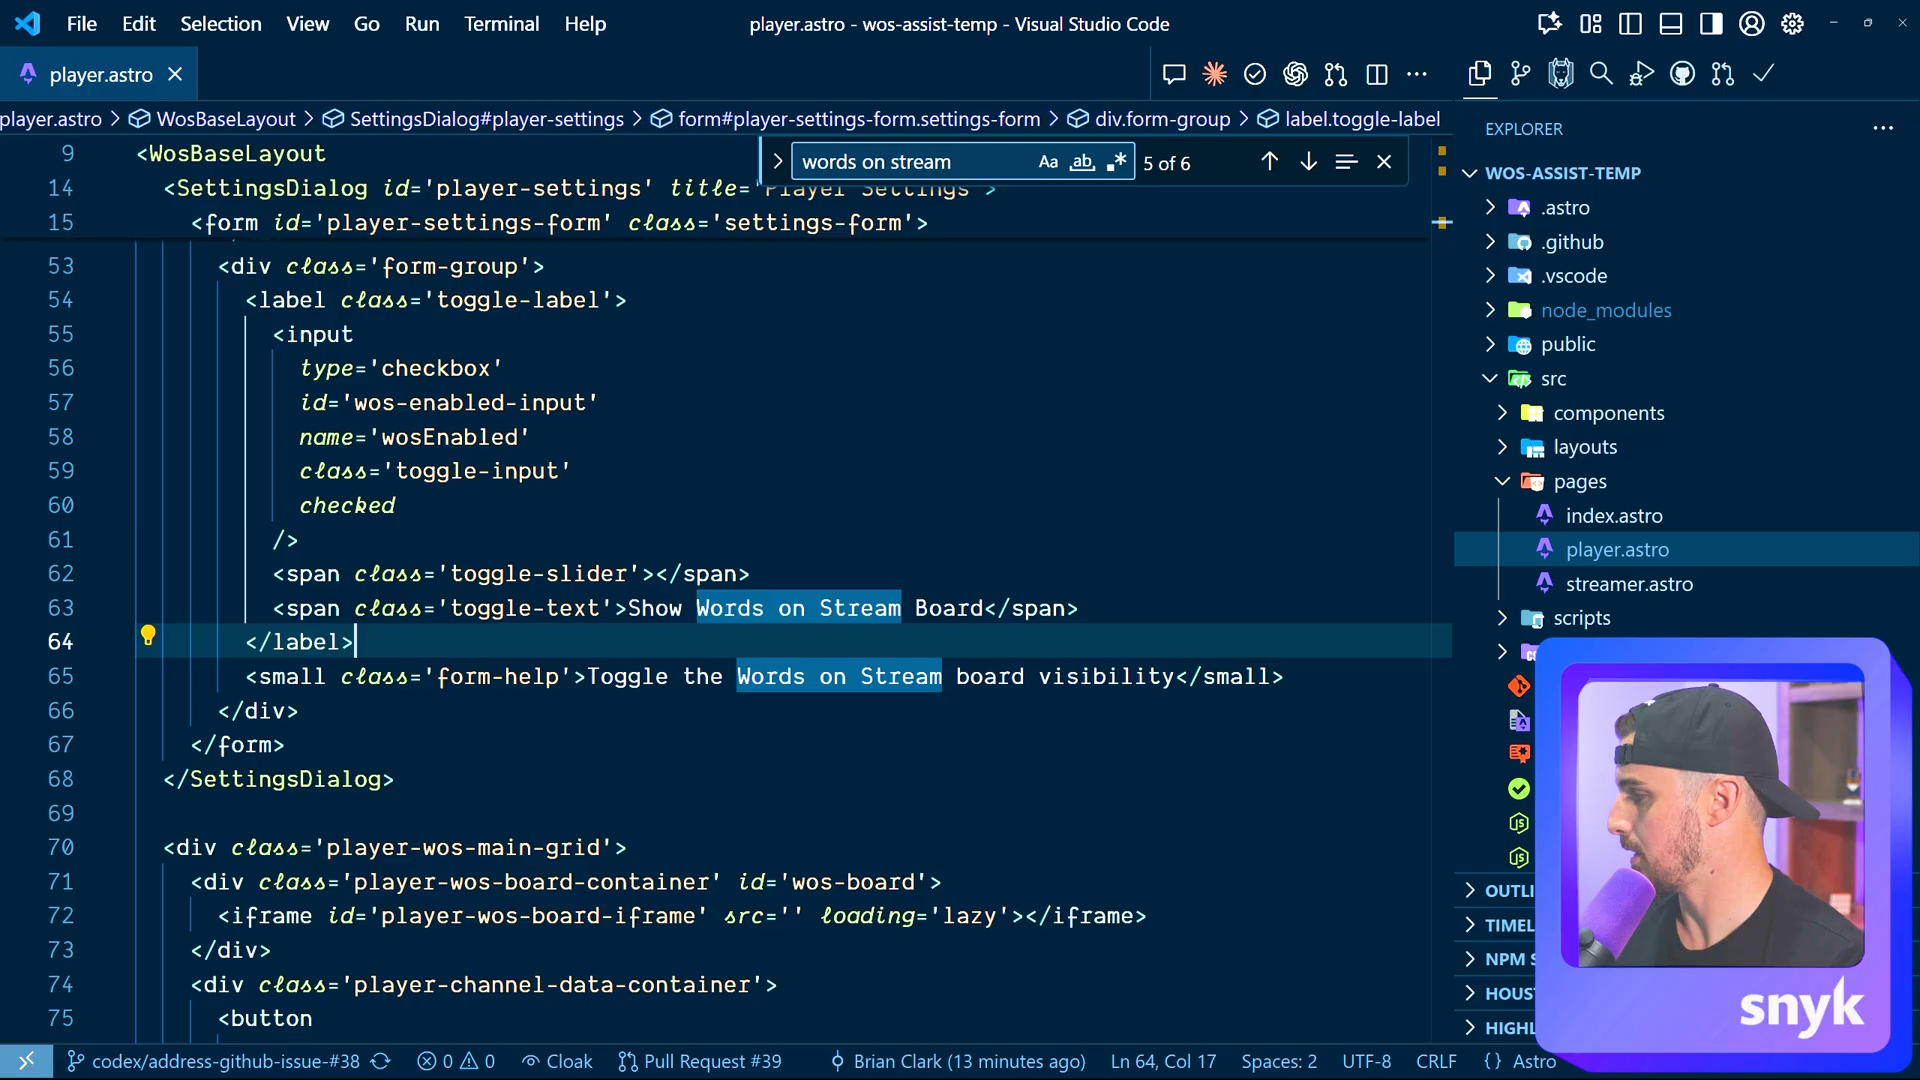 File Edit Selection View Go Run Terminal Help
player.astro - wos-assist-temp - Visual Studio Code
player.astro
player.astro > WosBaseLayout > SettingsDialog#player-settings > form#player-settings-form.settings-form > div.form-group > label.toggle-label
words on stream
Aa ab .*
5 of 6
9 <WosBaseLayout
14 <SettingsDialog id='player-settings' title='Player Settings'>
15 <form id='player-settings-form' class='settings-form'>
53 <div class='form-group'>
54 <label class='toggle-label'>
55 <input
56 type='checkbox'
57 id='wos-enabled-input'
58 name='wosEnabled'
59 class='toggle-input'
60 checked
61 />
62 <span class='toggle-slider'></span>
63 <span class='toggle-text'>Show Words on Stream Board</span>
64 </label>
65 <small class='form-help'>Toggle the Words on Stream board visibility</small>
66 </div>
67 </form>
68 </SettingsDialog>
69
70 <div class='player-wos-main-grid'>
71 <div class='player-wos-board-container' id='wos-board'>
72 <iframe id='player-wos-board-iframe' src='' loading='lazy'></iframe>
73 </div>
74 <div class='player-channel-data-container'>
75 <button
EXPLORER
WOS-ASSIST-TEMP
.astro
.github
.vscode
node_modules
public
src
components
layouts
pages
index.astro
player.astro
streamer.astro
scripts
OUTLI
TIMEL
NPM S
HOUS
HIGHL
snyk
codex/address-github-issue-#38
0 0
Cloak
Pull Request #39
Brian Clark (13 minutes ago)
Ln 64, Col 17
Spaces: 2
UTF-8
CRLF
{ } Astro